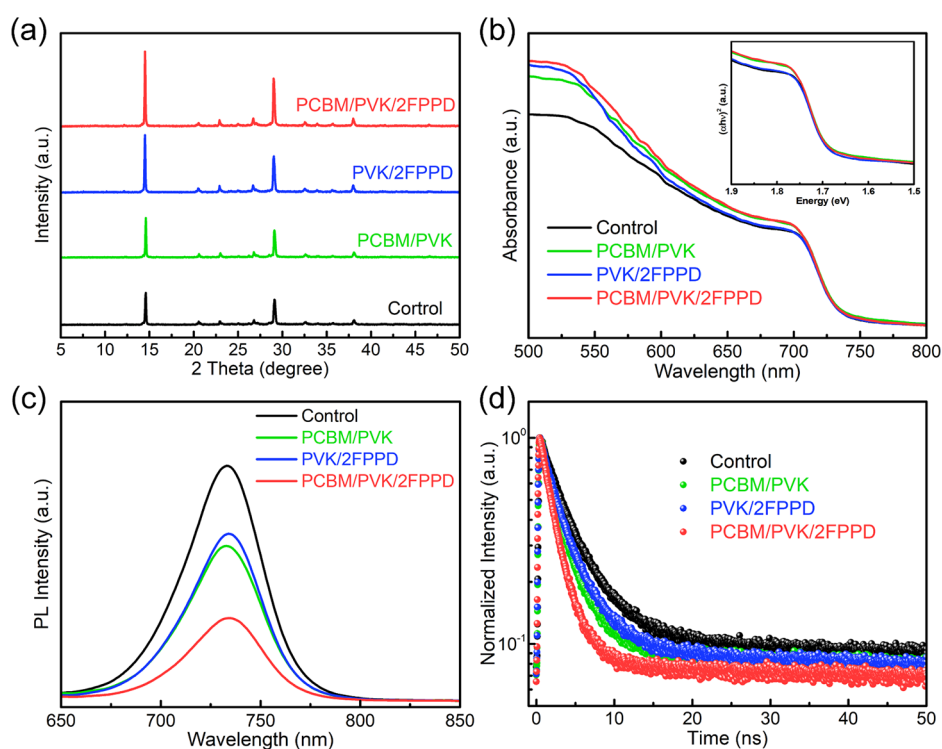 (a)
Intensity (a.u.)
PCBM/PVK/2FPPD
PVK/2FPPD
PCBM/PVK
Cortrol
5 10 15 20 25 30 35 40 45 50
2 Theta (degree)
(b)
Absorbance (a.u.)
Control
PCBM/PVK
PVK/2FPPD
PCBM/PVK/2FPPD
500 550 600 650 700 750 800
Wavelength (nm)
(αhν)² (a.u.)
1.9 1.8 1.7 1.6 1.5
Energy (eV)
(c)
PL Intensity (a.u.)
Control
PCBM/PVK
PVK/2FPPD
PCBM/PVK/2FPPD
650 700 750 800 850
Wavelength (nm)
(d)
Normalized Intensity (a.u.)
10⁰
10⁻¹
Control
PCBM/PVK
PVK/2FPPD
PCBM/PVK/2FPPD
0 10 20 30 40 50
Time (ns)